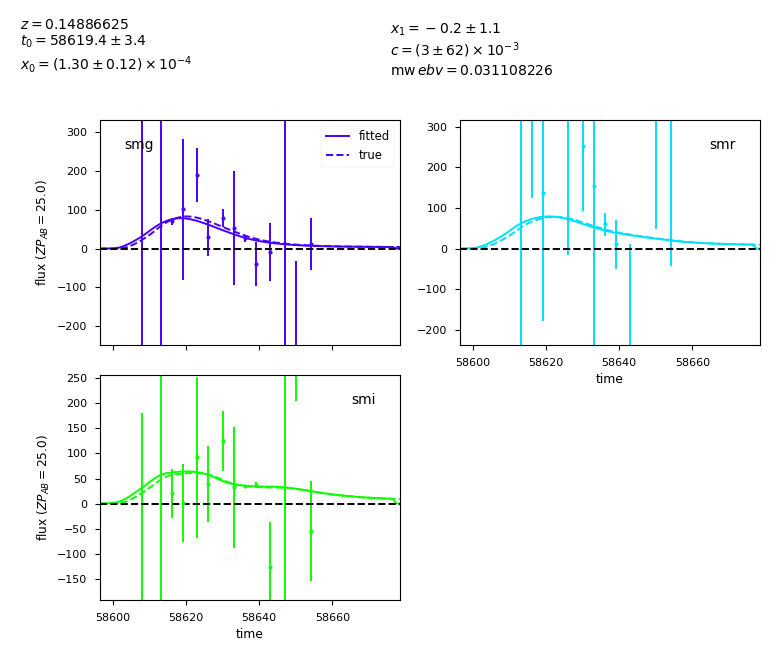 z = 0.14886625
t₀ = 58619.4 ± 3.4
x₀ = (1.30 ± 0.12) × 10⁻⁴
x₁ = −0.2 ± 1.1
c = (3 ± 62) × 10⁻³
mw ebv = 0.031108226
smg
fitted
true
300
200
100
0
−100
−200
flux (ZP_AB = 25.0)
smr
300
200
100
0
−100
−200
58600 58620 58640 58660
time
smi
250
200
150
100
50
0
−50
−100
−150
flux (ZP_AB = 25.0)
58600 58620 58640 58660
time